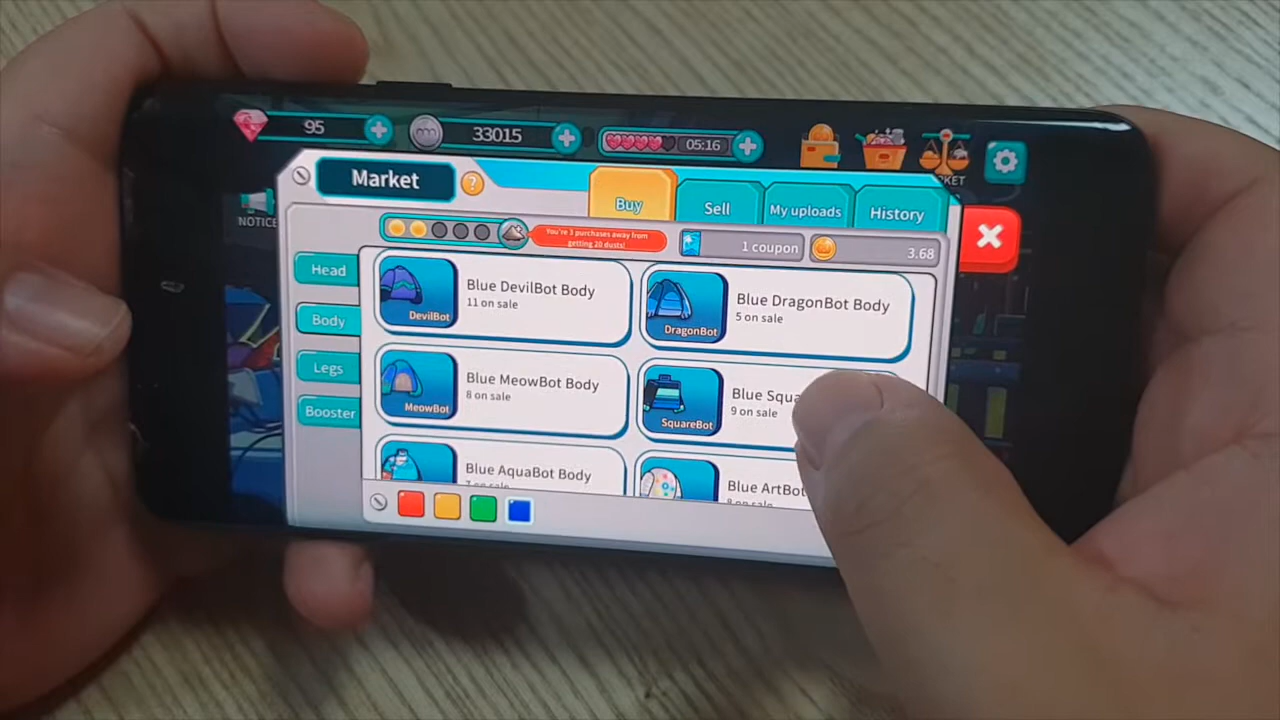 95
33015
05:16
NOTICE
Market
?
Buy
Sell
My uploads
History
You're 3 purchases away from
getting 20 dusts!
1 coupon
3.68
Head
Body
Legs
Booster
DevilBot
Blue DevilBot Body
11 on sale
DragonBot
Blue DragonBot Body
5 on sale
MeowBot
Blue MeowBot Body
8 on sale
SquareBot
Blue Squa
9 on sale
Blue AquaBot Body
Blue ArtBot